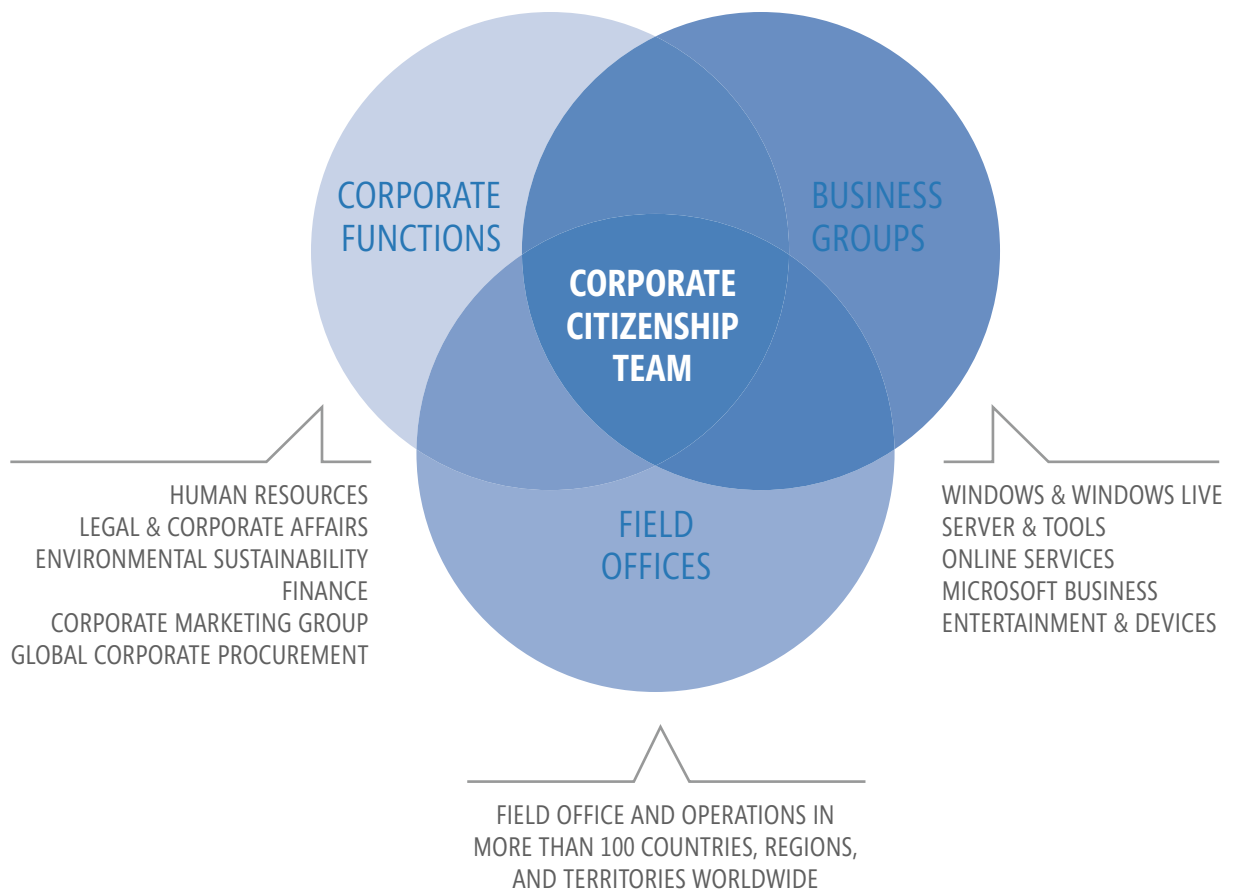 CORPORATE
FUNCTIONS
BUSINESS
GROUPS
CORPORATE
CITIZENSHIP
TEAM
FIELD
OFFICES
HUMAN RESOURCES
LEGAL & CORPORATE AFFAIRS
ENVIRONMENTAL SUSTAINABILITY
FINANCE
CORPORATE MARKETING GROUP
GLOBAL CORPORATE PROCUREMENT
WINDOWS & WINDOWS LIVE
SERVER & TOOLS
ONLINE SERVICES
MICROSOFT BUSINESS
ENTERTAINMENT & DEVICES
FIELD OFFICE AND OPERATIONS IN
MORE THAN 100 COUNTRIES, REGIONS,
AND TERRITORIES WORLDWIDE